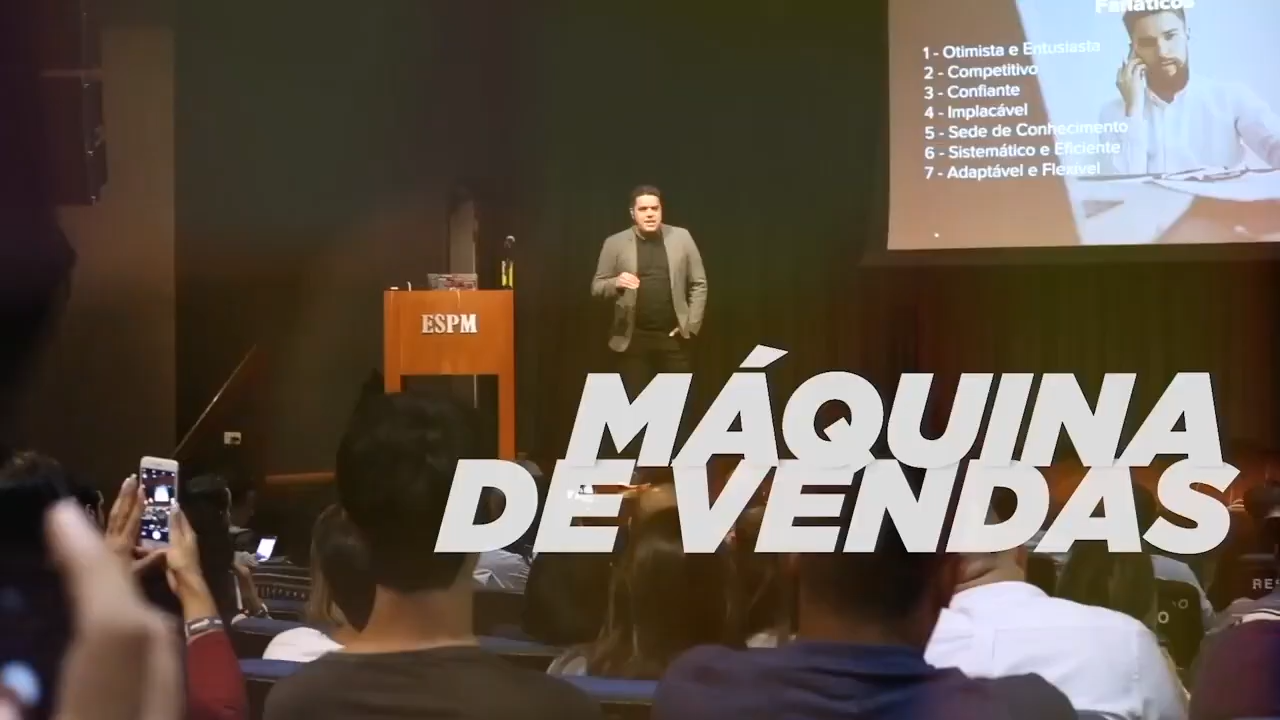 Fanáticos
1 - Otimista e Entusiasta
2 - Competitivo
3 - Confiante
4 - Implacável
5 - Sede de Conhecimento
6 - Sistemático e Eficiente
7 - Adaptável e Flexível
ESPM
MÁQUINA
DE VENDAS